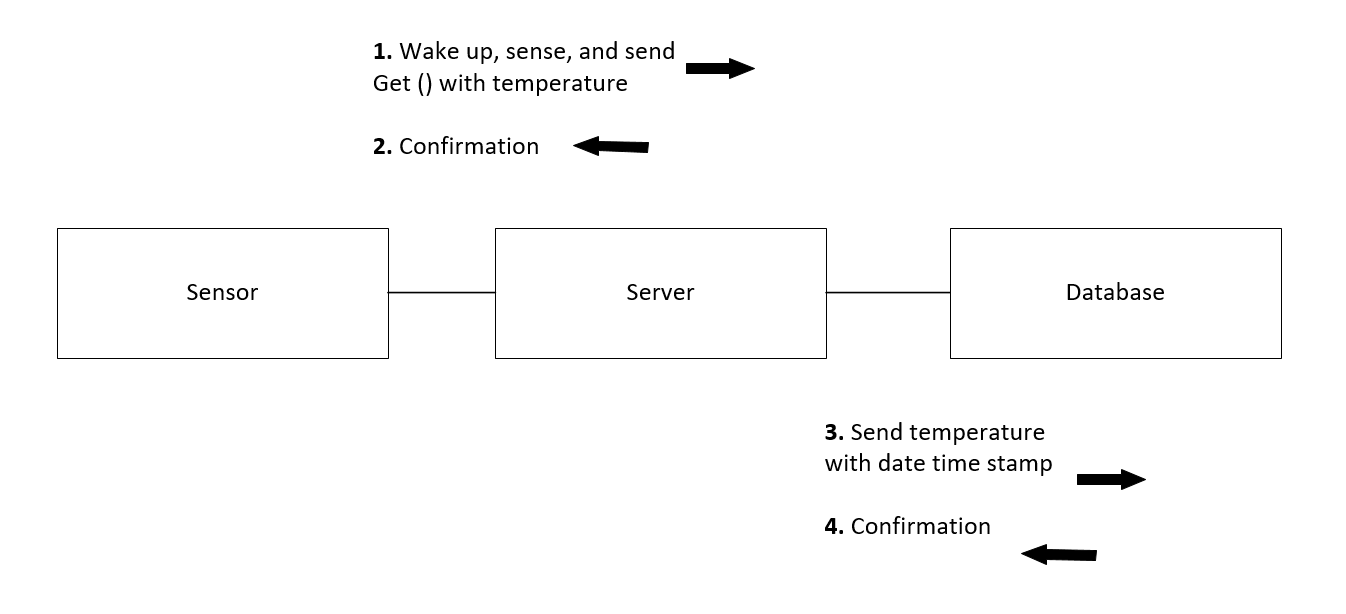 1. Wake up, sense, and send
Get () with temperature
2. Confirmation
Sensor
Server
Database
3. Send temperature
with date time stamp
4. Confirmation